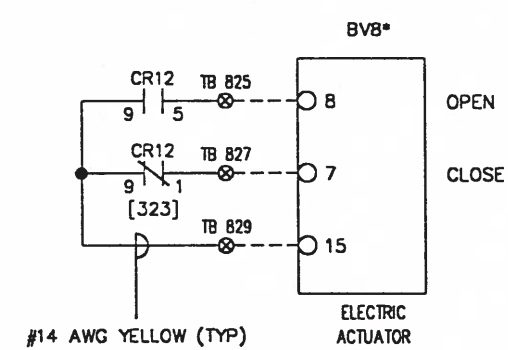 BV8*
CR12 TB 825
9 5
8 OPEN
CR12 TB 827
9 1
7 CLOSE
[323]
TB 829
15
#14 AWG YELLOW (TYP)
ELECTRIC
ACTUATOR